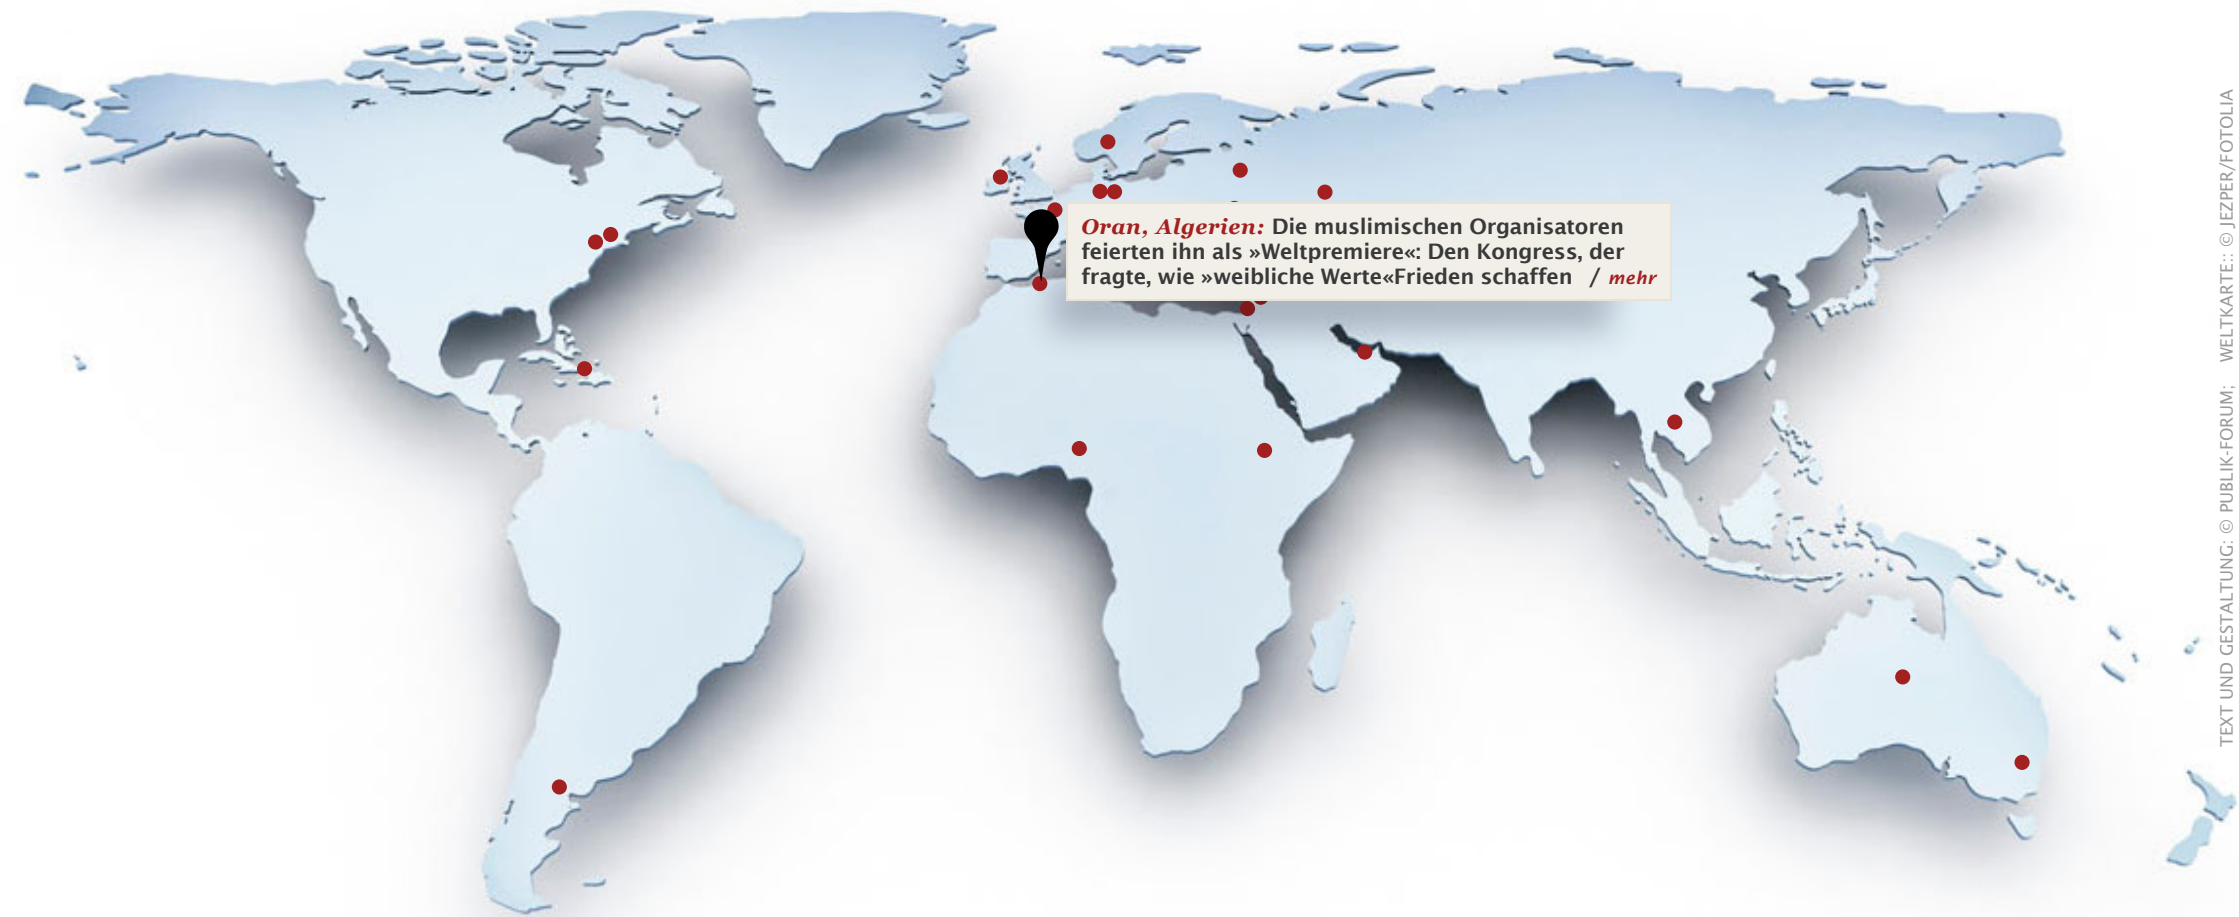 Oran, Algerien: Die muslimischen Organisatoren
feierten ihn als »Weltpremiere«: Den Kongress, der
fragte, wie »weibliche Werte«Frieden schaffen / mehr
TEXT UND GESTALTUNG: © PUBLIK-FORUM; WELTKARTE:: © JEZPER/FOTOLIA